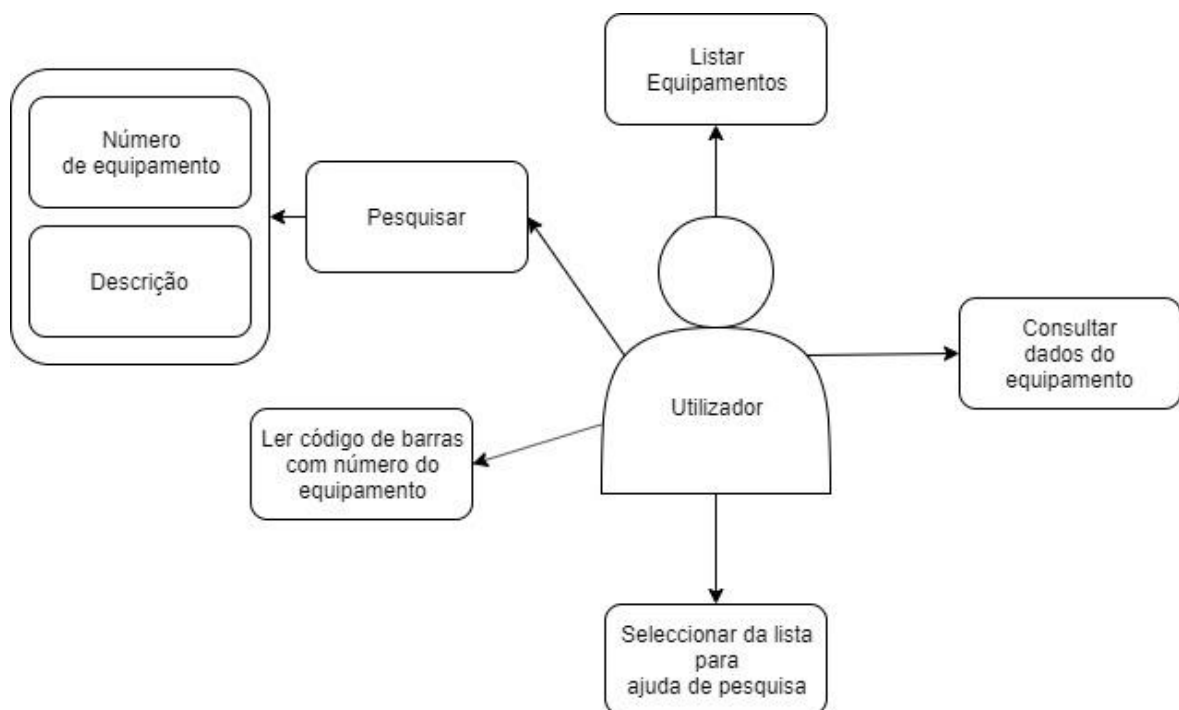 Listar
Equipamentos
Número
de equipamento
Pesquisar
Descrição
Consultar
dados do
equipamento
Utilizador
Ler código de barras
com número do
equipamento
Seleccionar da lista
para
ajuda de pesquisa